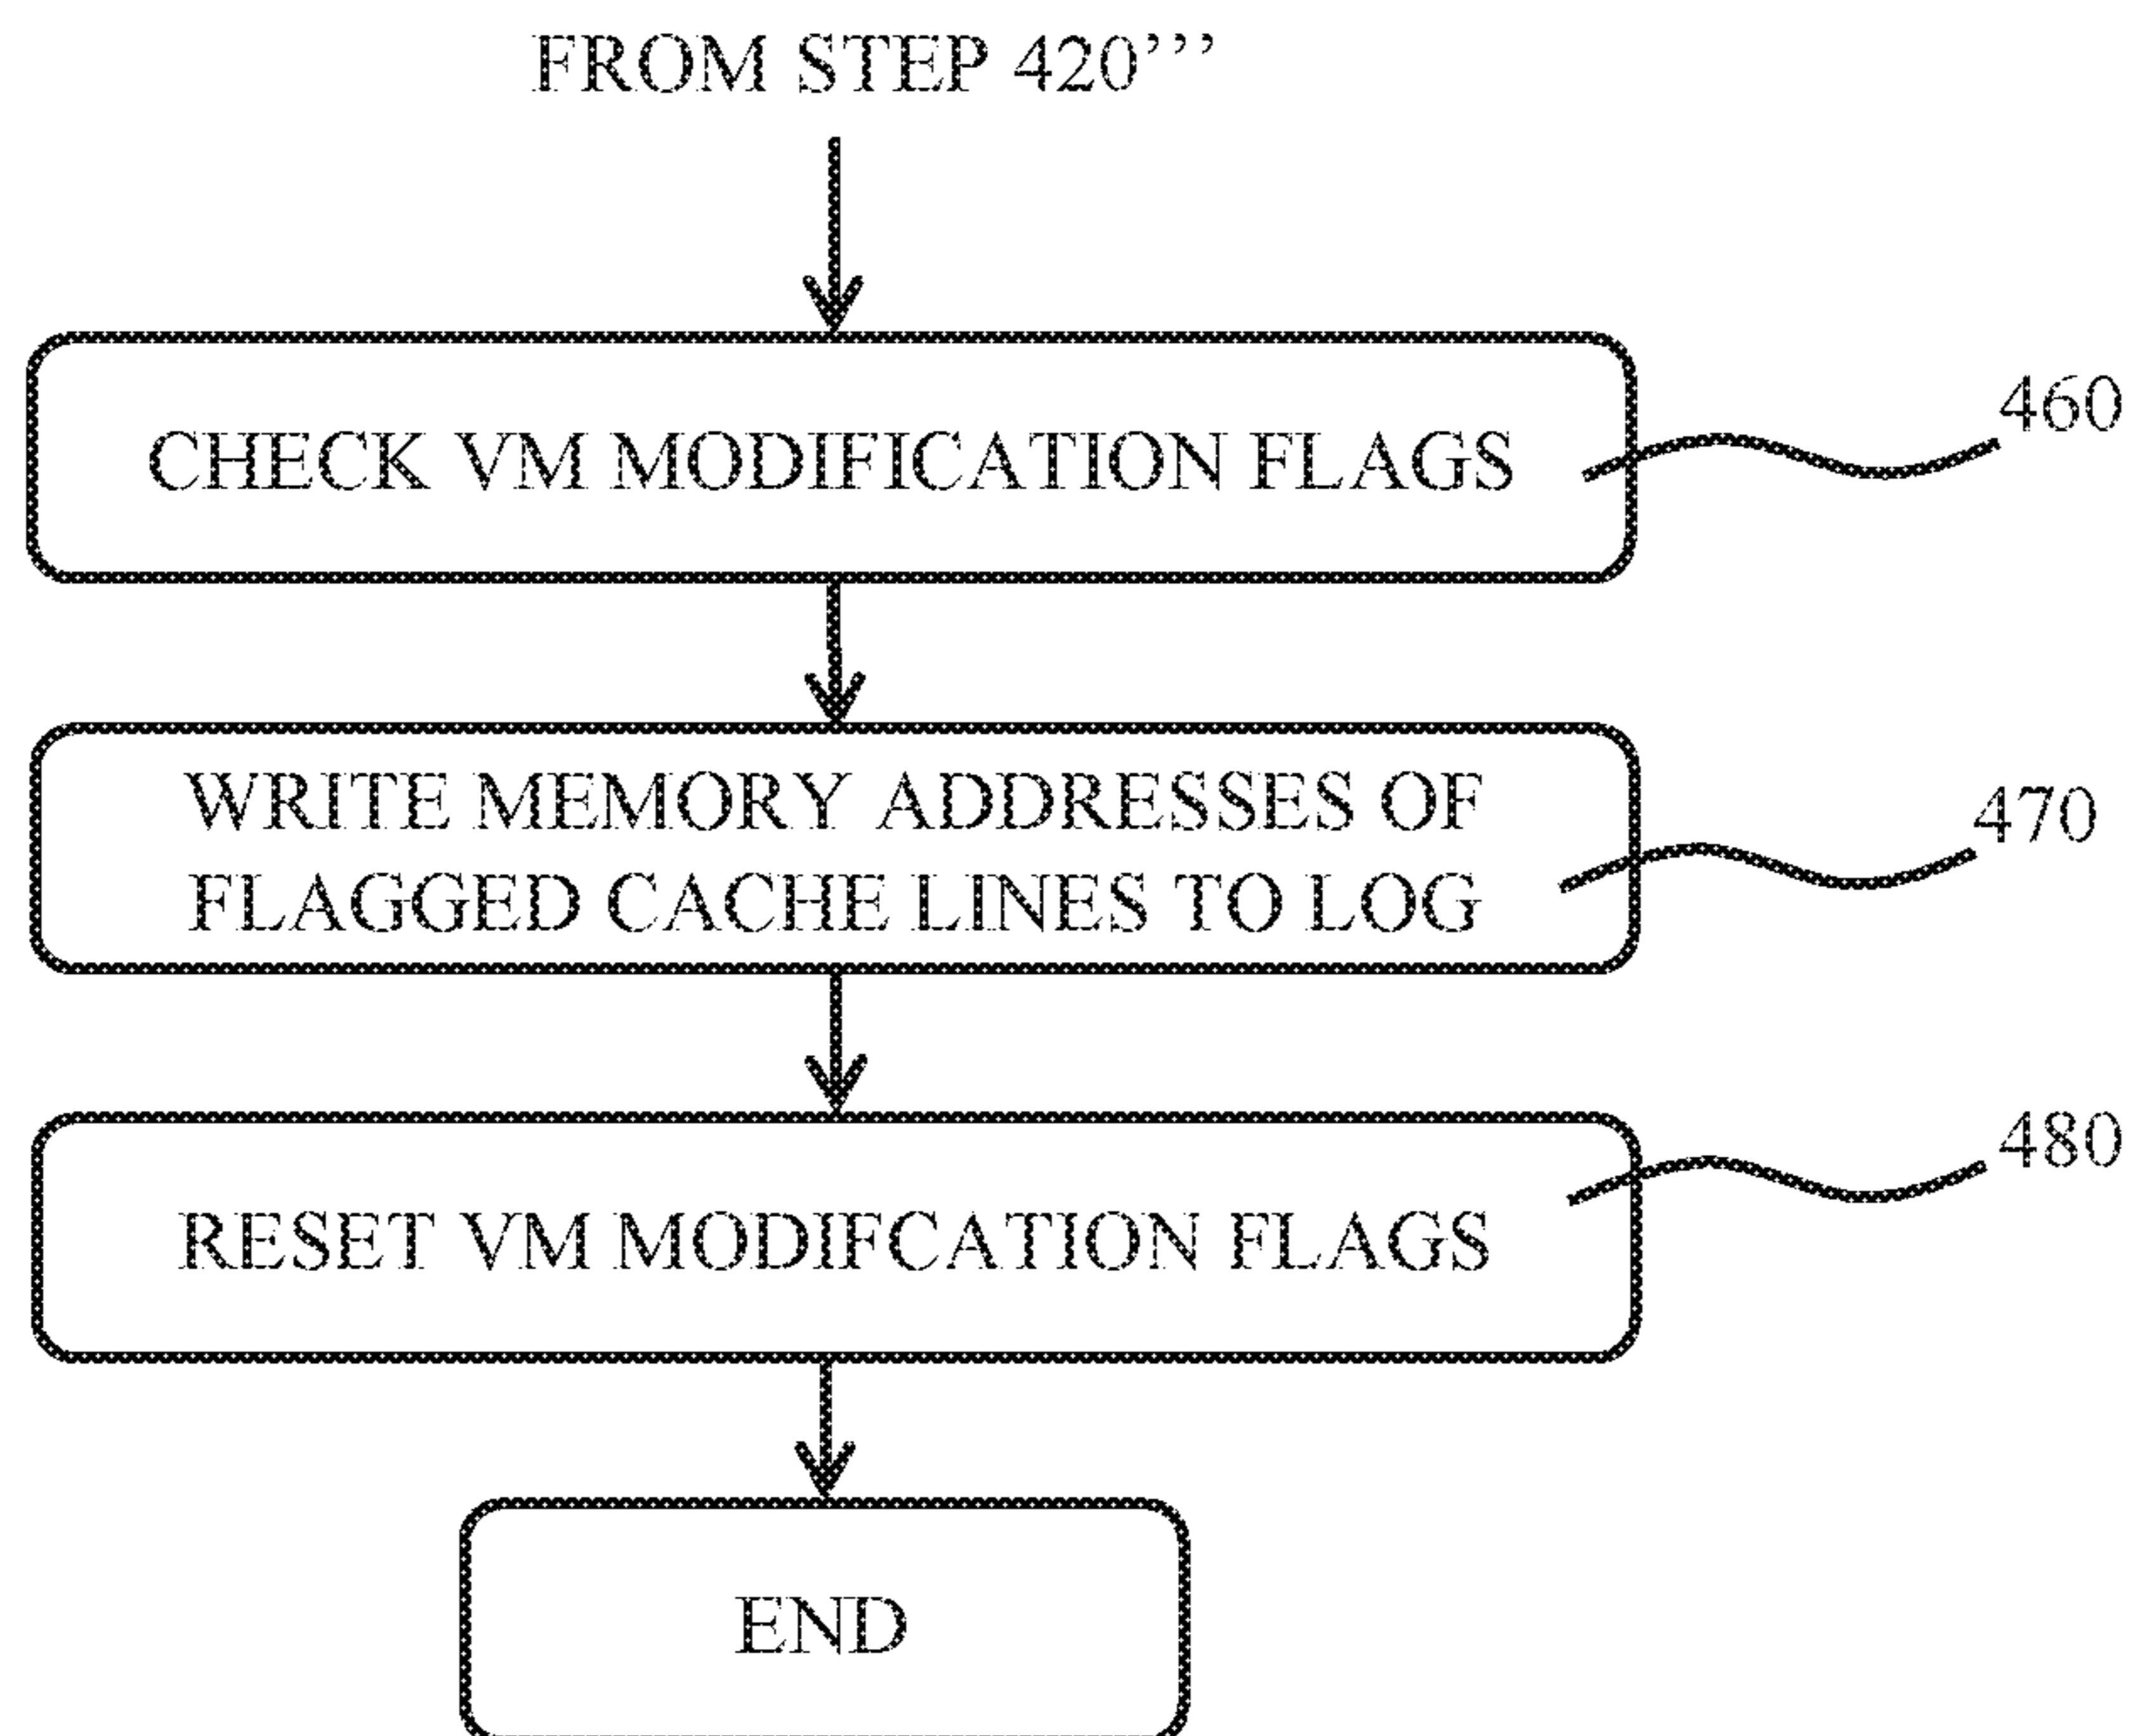 FROM STEP 420’’’
CHECK VM MODIFICATION FLAGS
460
WRITE MEMORY ADDRESSES OF
FLAGGED CACHE LINES TO LOG
470
RESET VM MODIFCATION FLAGS
480
END